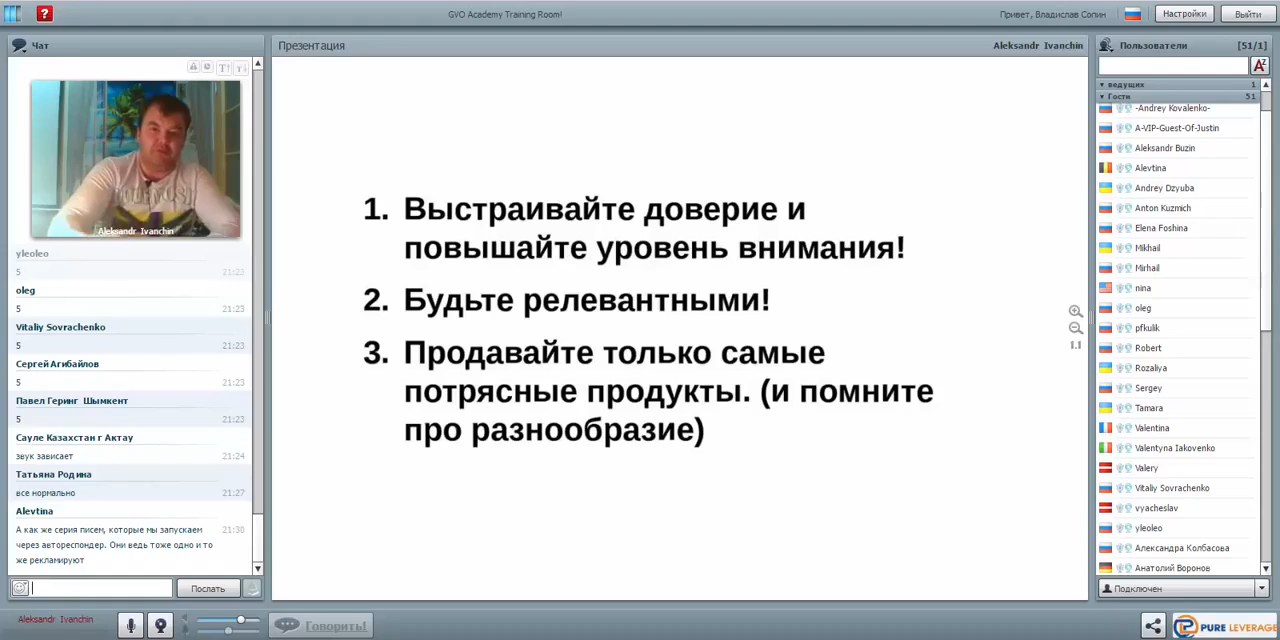 ?
GVO Academy Training Room!
Привет, Владислав Сопин
Настройки
Выйти
Чат
T↑
T↓
Aleksandr Ivanchin
yleoleo
5 21:23
oleg
5 21:23
Vitaliy Sovrachenko
5 21:23
Сергей Агибайлов
5 21:23
Павел Геринг Шымкент
5 21:23
Сауле Казахстан г Актау
звук зависает 21:24
Татьяна Родина
все нормально 21:27
Alevtina
А как же серия писем, которые мы запускаем 21:30
через автореспондер. Они ведь тоже одно и то
же рекламируют
Послать
Презентация
Aleksandr Ivanchin
1. Выстраивайте доверие и
повышайте уровень внимания!
2. Будьте релевантными!
3. Продавайте только самые
потрясные продукты. (и помните
про разнообразие)
1.1
Пользователи [51/1]
ведущих 1
Гости 51
-Andrey Kovalenko-
A-VIP-Guest-Of-Justin
Aleksandr Buzin
Alevtina
Andrey Dzyuba
Anton Kuzmich
Elena Foshina
Mikhail
Mirhail
nina
oleg
pfkulik
Robert
Rozaliya
Sergey
Tamara
Valentina
Valentyna Iakovenko
Valery
Vitaliy Sovrachenko
vyacheslav
yleoleo
Александра Колбасова
Анатолий Воронов
Подключен
Aleksandr Ivanchin
Говорить!
PURE LEVERAGE